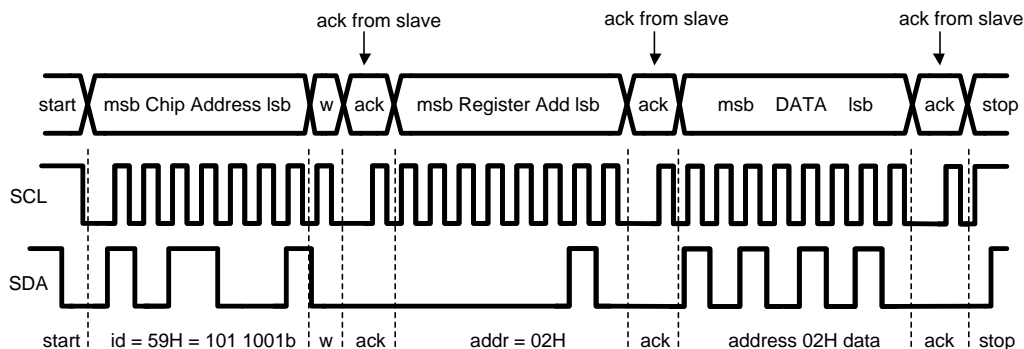 ack from slave ack from slave ack from slave
start msb Chip Address lsb w ack msb Register Add lsb ack msb DATA lsb ack stop
SCL
SDA
start id = 59H = 101 1001b w ack addr = 02H ack address 02H data ack stop